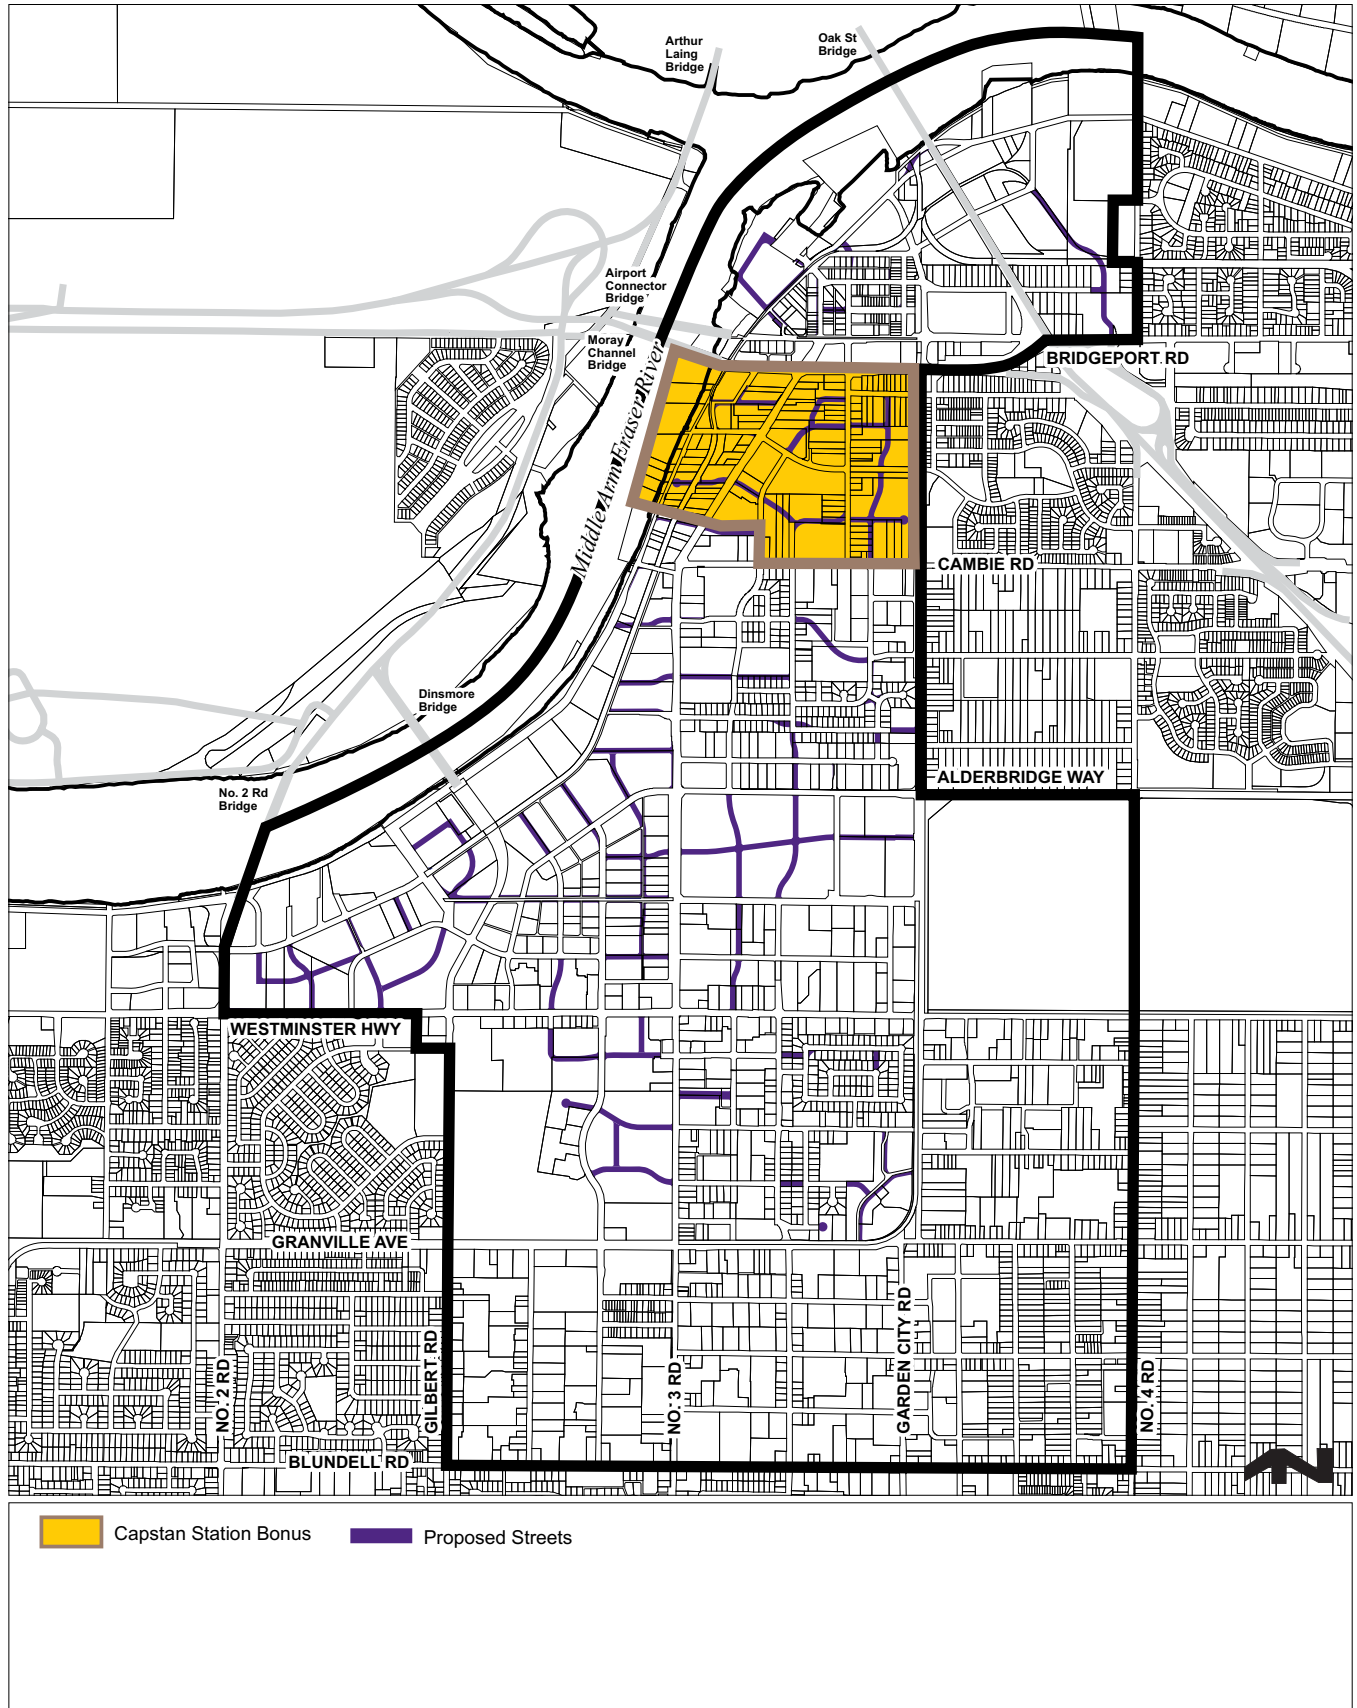 Arthur
Laing
Bridge
Oak St
Bridge
Airport
Connector
Bridge
Moray
Channel
Bridge
BRIDGEPORT RD
Middle Arm Fraser River
CAMBIE RD
Dinsmore
Bridge
ALDERBRIDGE WAY
No. 2 Rd
Bridge
WESTMINSTER HWY
GRANVILLE AVE
NO. 2 RD
GILBERT RD
NO. 3 RD
GARDEN CITY RD
NO. 4 RD
BLUNDELL RD
Capstan Station Bonus
Proposed Streets